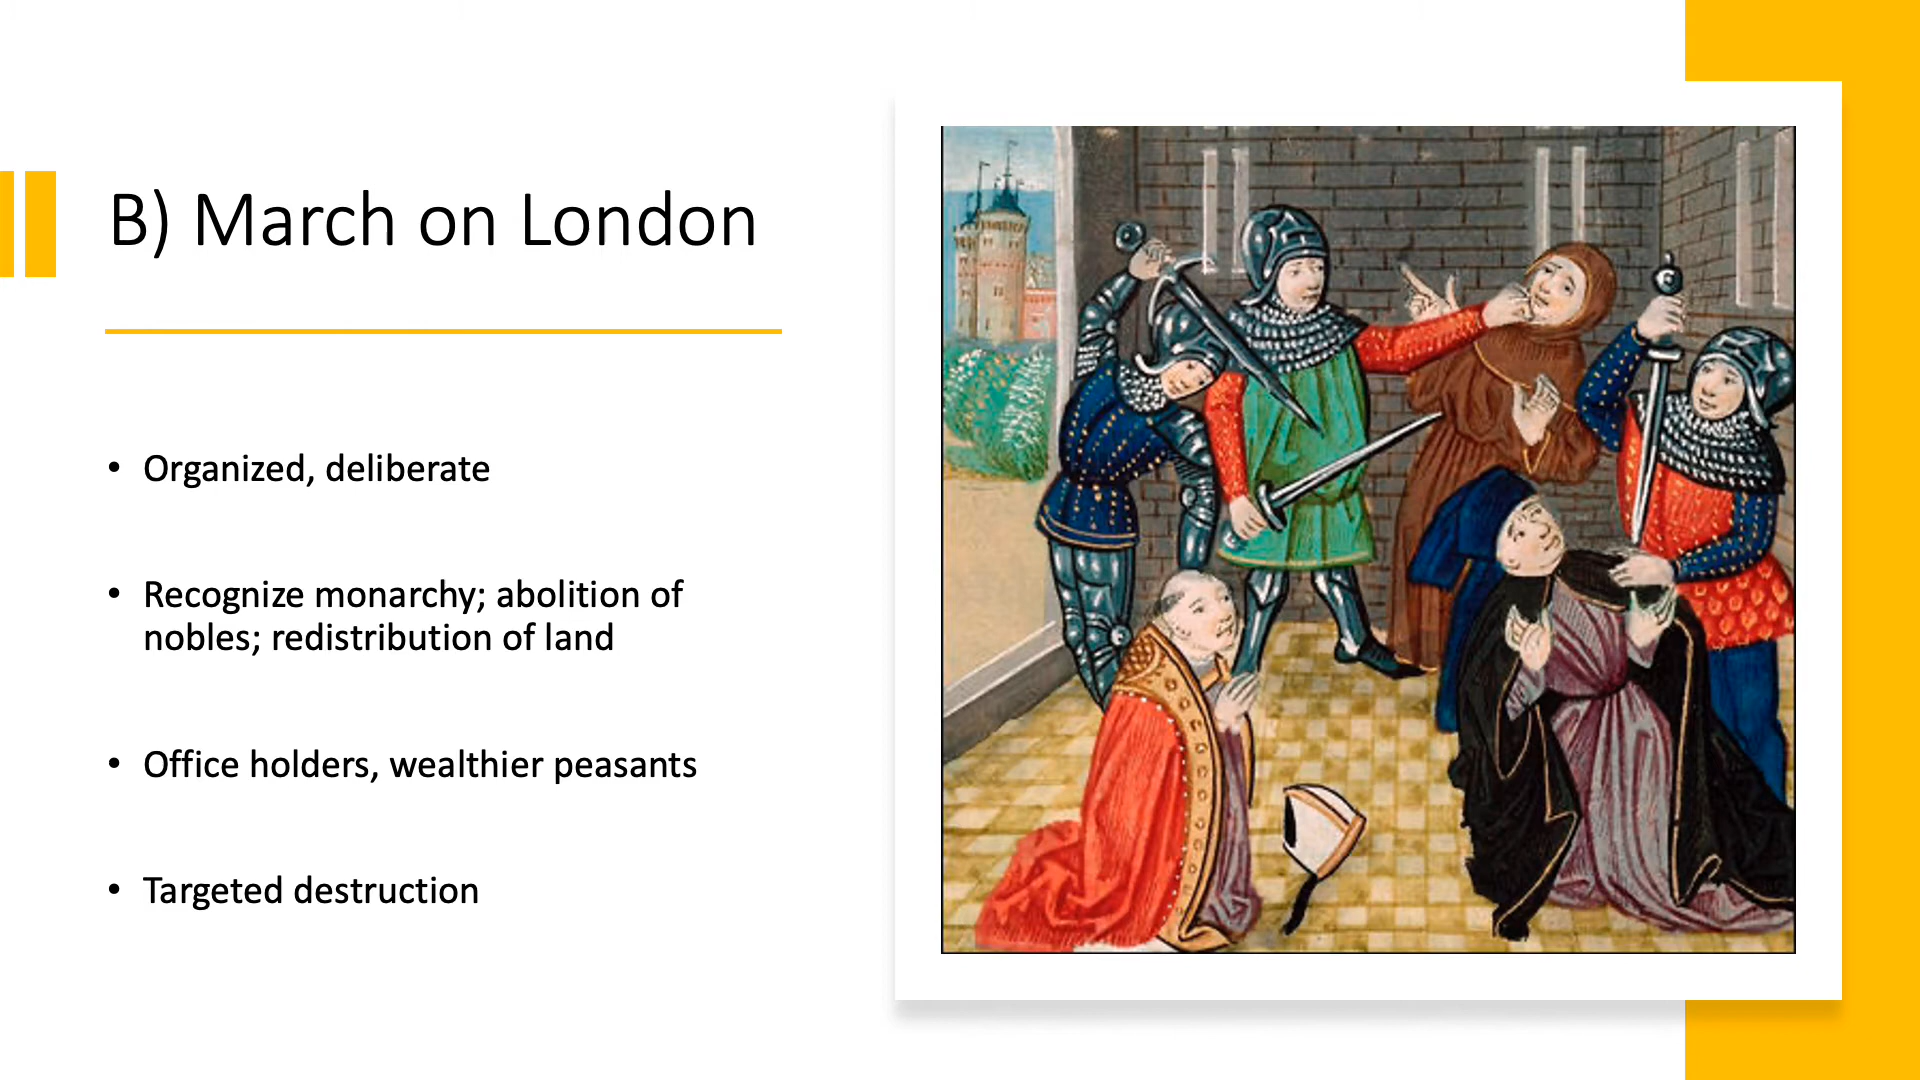 B) March on London
• Organized, deliberate
• Recognize monarchy; abolition of
nobles; redistribution of land
• Office holders, wealthier peasants
• Targeted destruction